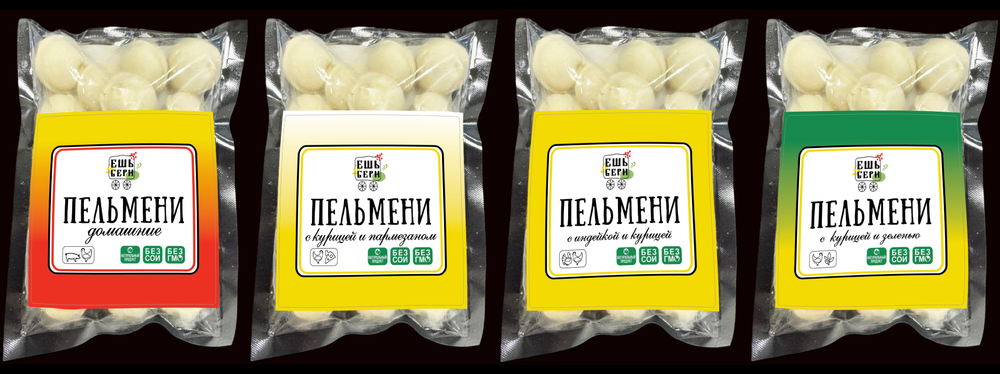 ЕШЬ
БЕРИ
ПЕЛЬМЕНИ
домашние
НАТУРАЛЬНЫЙ
ПРОДУКТ
БЕЗ
СОИ
БЕЗ
ГМО
ЕШЬ
БЕРИ
ПЕЛЬМЕНИ
с курицей и пармезаном
НАТУРАЛЬНЫЙ
ПРОДУКТ
БЕЗ
СОИ
БЕЗ
ГМО
ЕШЬ
БЕРИ
ПЕЛЬМЕНИ
с индейкой и курицей
НАТУРАЛЬНЫЙ
ПРОДУКТ
БЕЗ
СОИ
БЕЗ
ГМО
ЕШЬ
БЕРИ
ПЕЛЬМЕНИ
с курицей и зеленью
НАТУРАЛЬНЫЙ
ПРОДУКТ
БЕЗ
СОИ
БЕЗ
ГМО